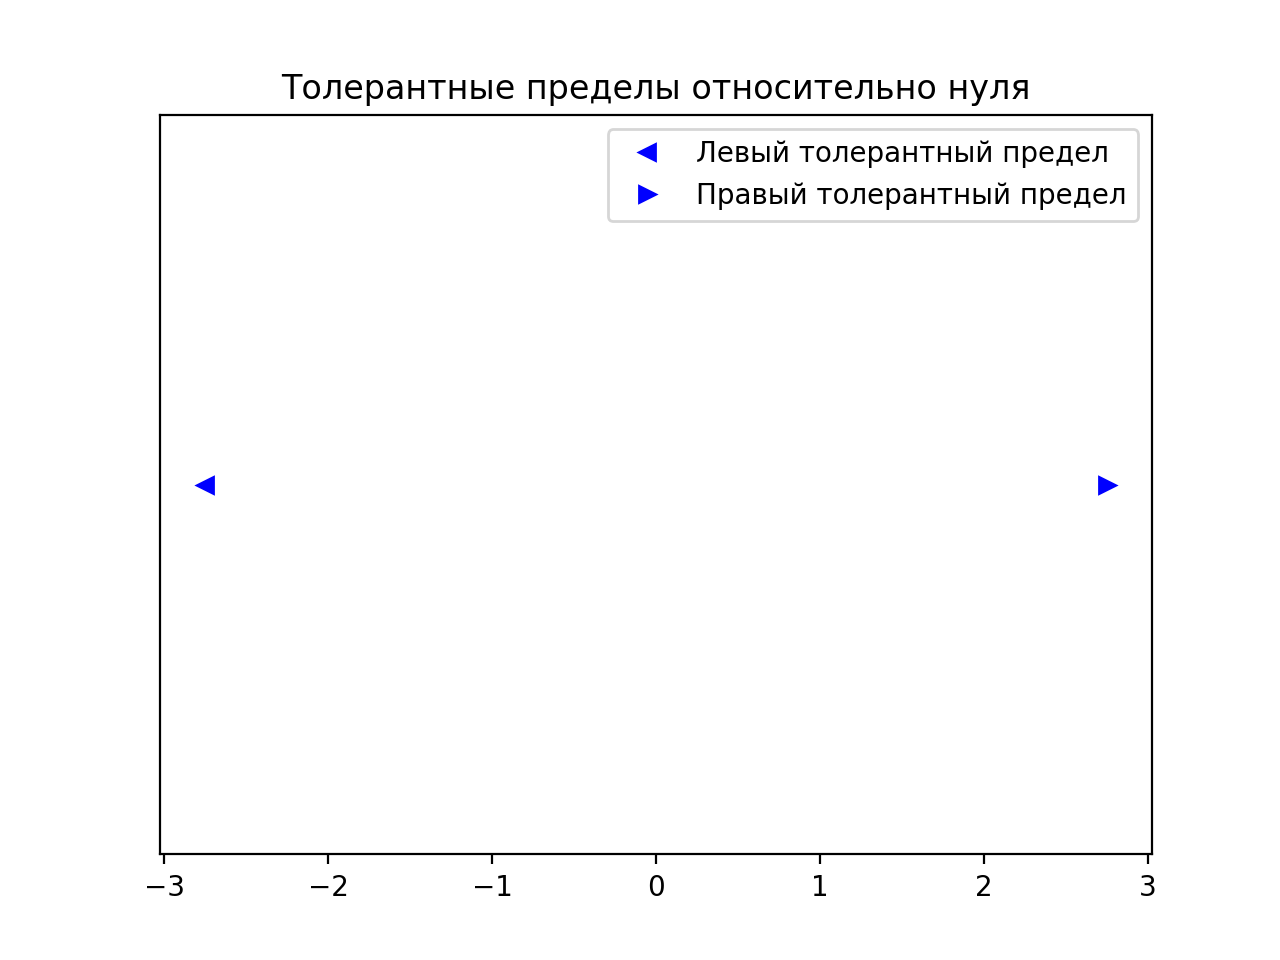 Толерантные пределы относительно нуля
Левый толерантный предел
Правый толерантный предел
−3 −2 −1 0 1 2 3